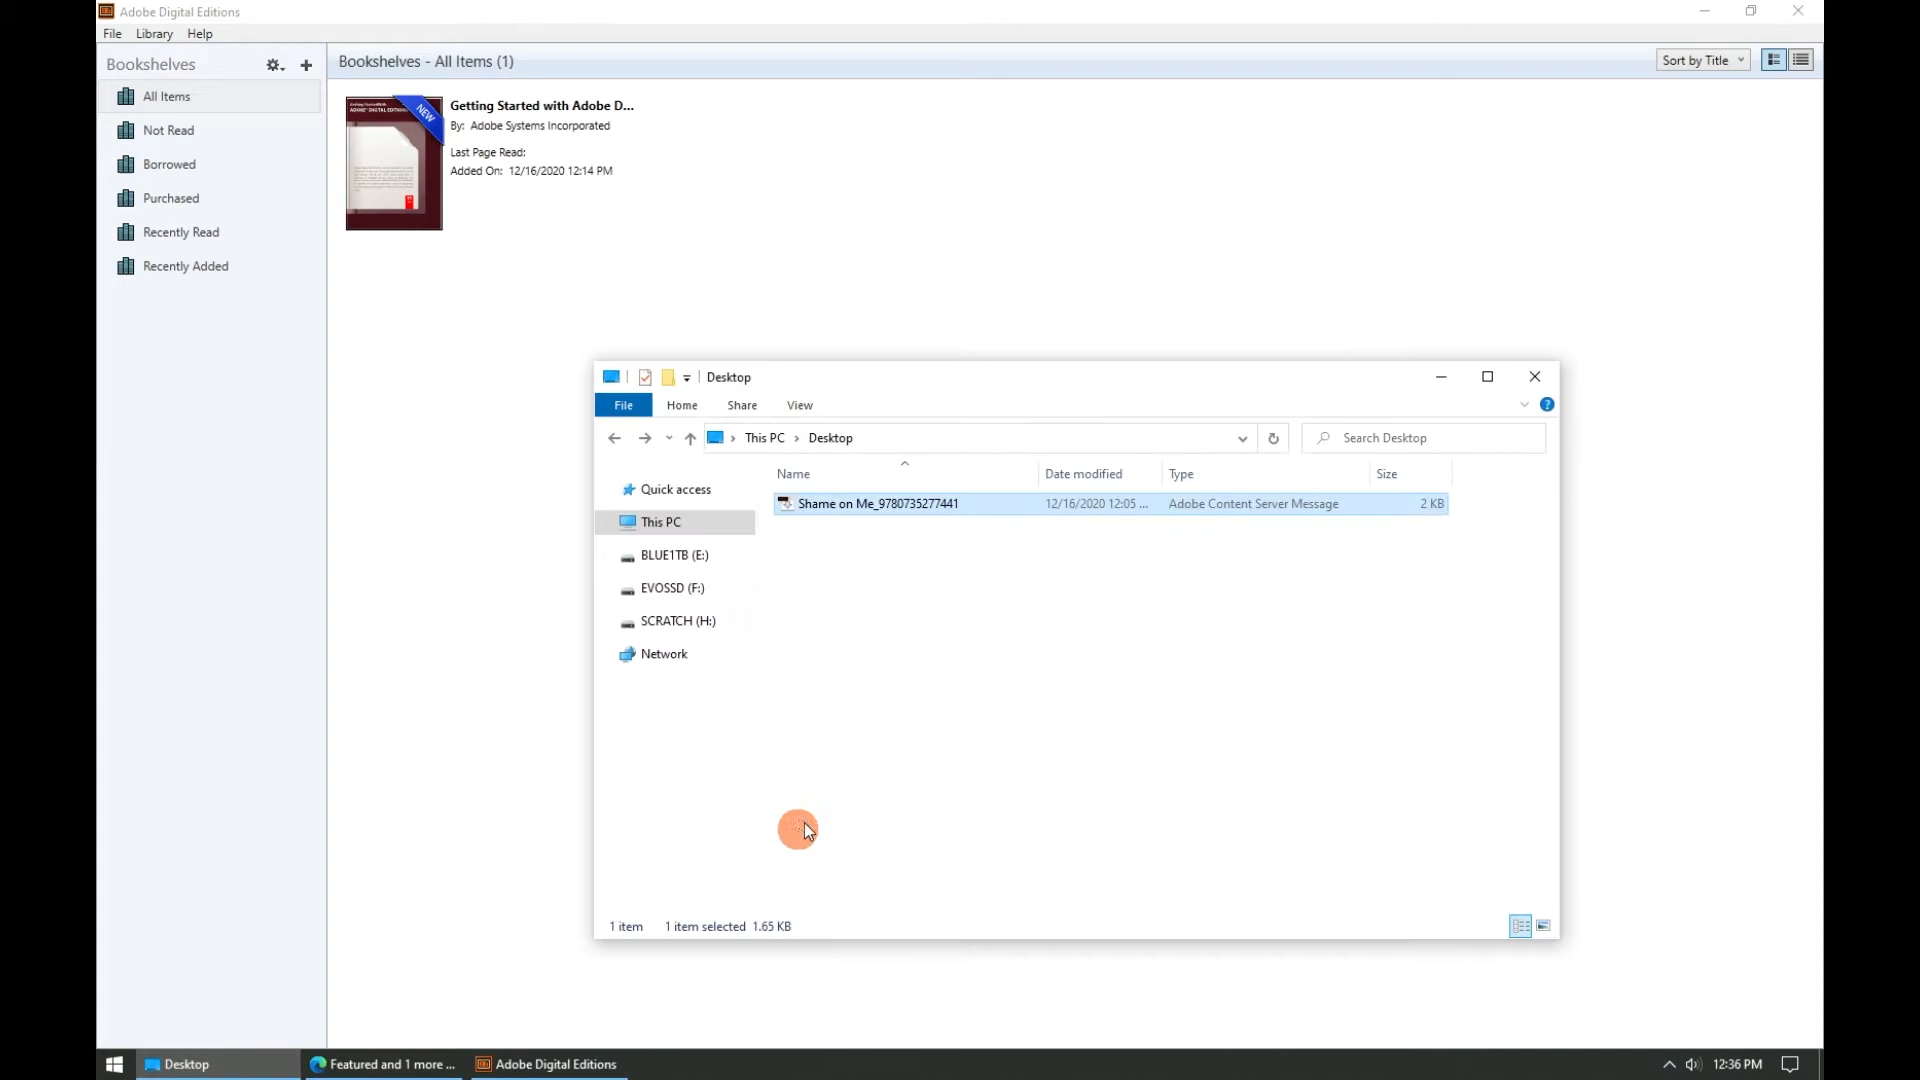 Adobe Digital Editions
File Library Help
Bookshelves
Bookshelves - All Items (1)
Sort by Title
All Items
Not Read
Borrowed
Purchased
Recently Read
Recently Added
NEW
Getting Started with Adobe D...
By: Adobe Systems Incorporated
Last Page Read:
Added On: 12/16/2020 12:14 PM
Desktop
File Home Share View
This PC Desktop
Search Desktop
Name Date modified Type Size
Quick access
This PC
BLUE1TB (E:)
EVOSSD (F:)
SCRATCH (H:)
Network
Shame on Me_9780735277441 12/16/2020 12:05 ... Adobe Content Server Message 2 KB
1 item 1 item selected 1.65 KB
Desktop Featured and 1 more ... Adobe Digital Editions 12:36 PM